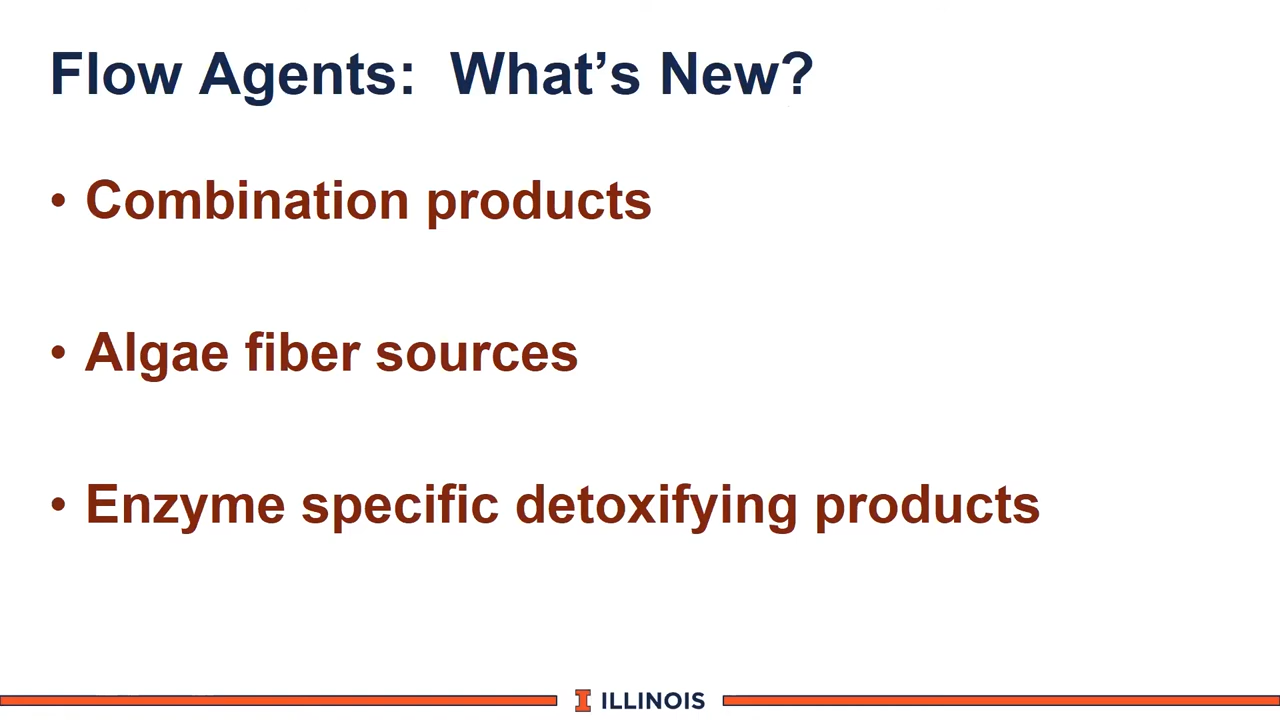 Flow Agents:  What’s New?
• Combination products
• Algae fiber sources
• Enzyme specific detoxifying products
I ILLINOIS